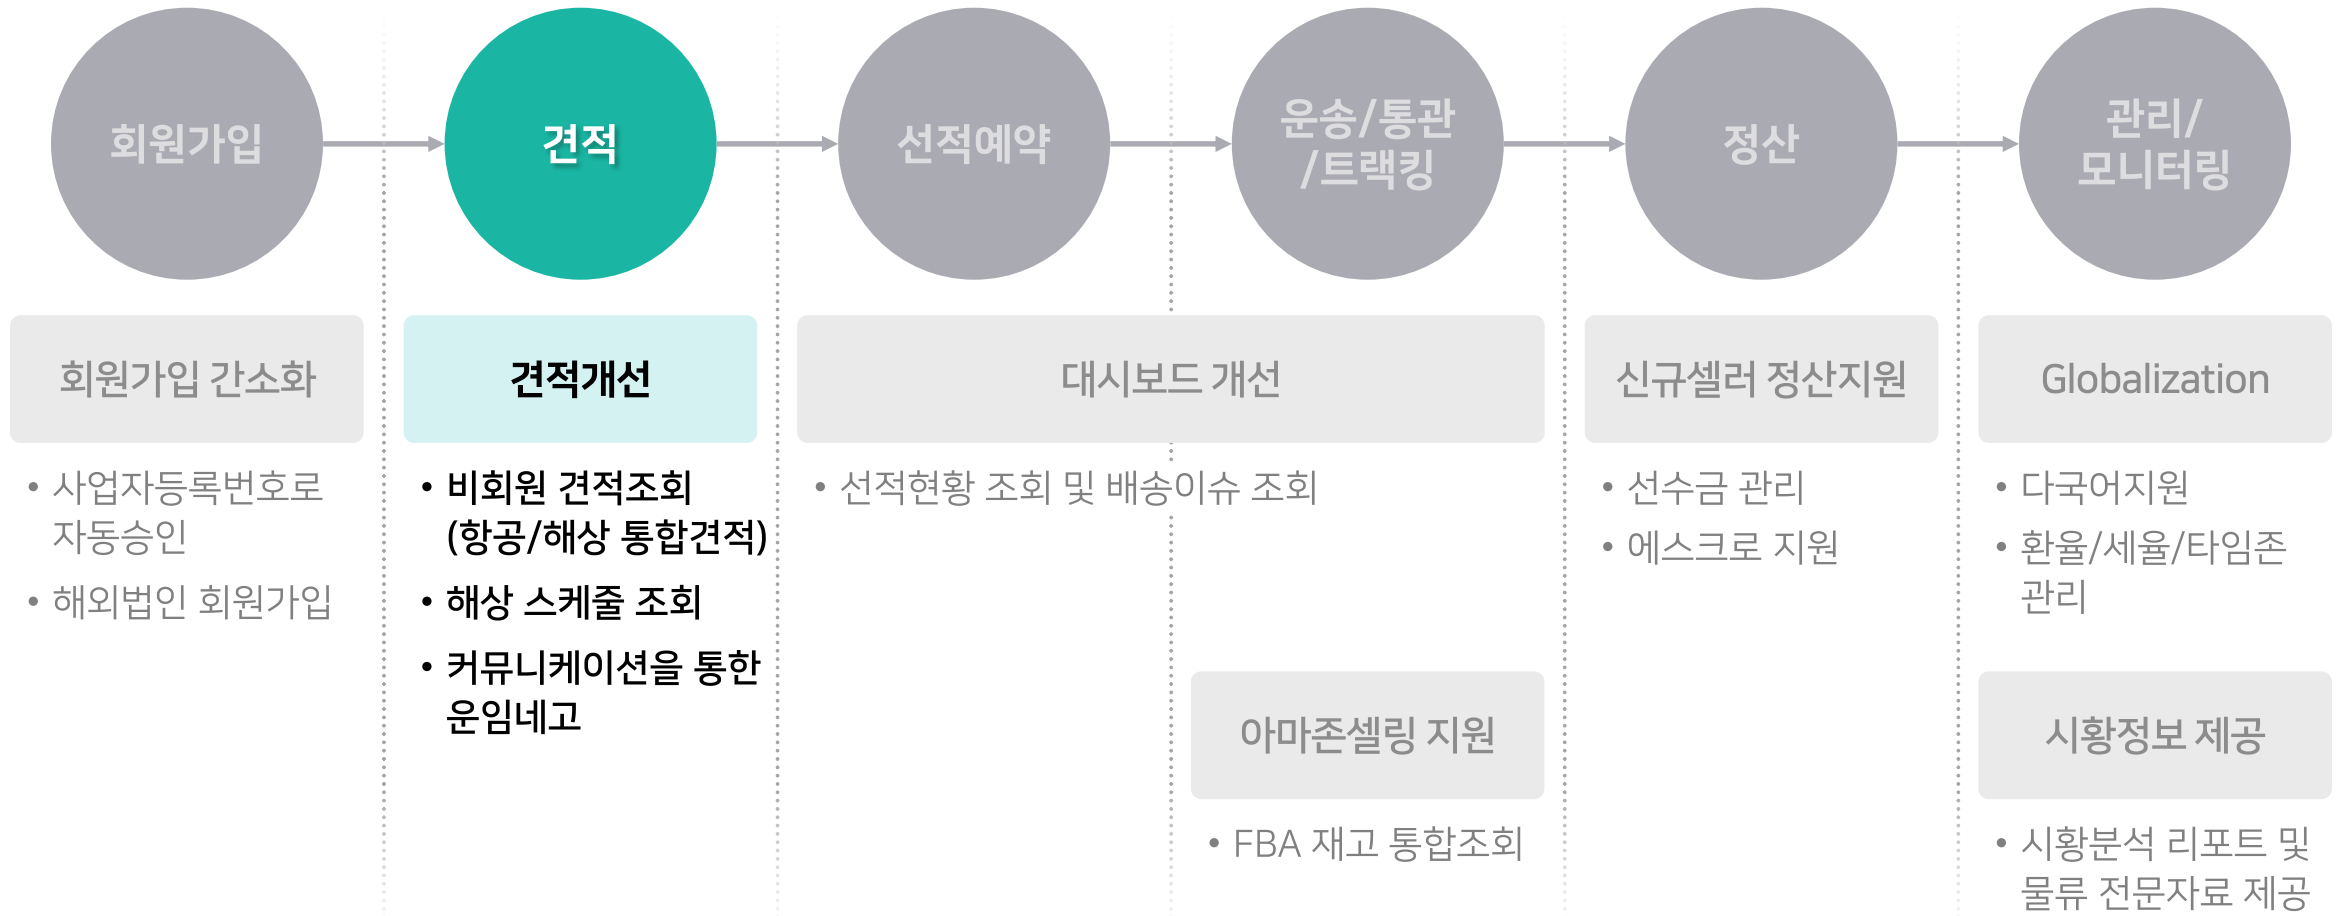 회원가입
견적
선적예약
운송/통관
/트랙킹
정산
관리/
모니터링
회원가입 간소화
• 사업자등록번호로
자동승인
• 해외법인 회원가입
견적개선
• 비회원 견적조회
(항공/해상 통합견적)
• 해상 스케줄 조회
• 커뮤니케이션을 통한
운임네고
대시보드 개선
• 선적현황 조회 및 배송이슈 조회
아마존셀링 지원
• FBA 재고 통합조회
신규셀러 정산지원
• 선수금 관리
• 에스크로 지원
Globalization
• 다국어지원
• 환율/세율/타임존
관리
시황정보 제공
• 시황분석 리포트 및
물류 전문자료 제공